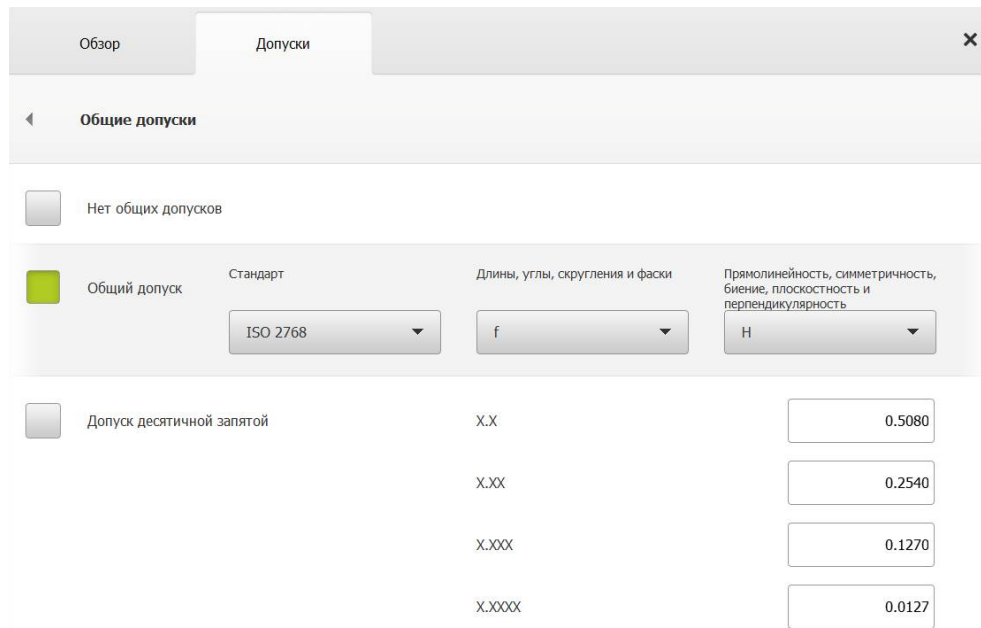 Обзор
Допуски
Общие допуски
Нет общих допусков
Общий допуск
Стандарт
ISO 2768
Длины, углы, скругления и фаски
f
Прямолинейность, симметричность,
биение, плоскостность и
перпендикулярность
H
Допуск десятичной запятой
X.X 0.5080
X.XX 0.2540
X.XXX 0.1270
X.XXXX 0.0127